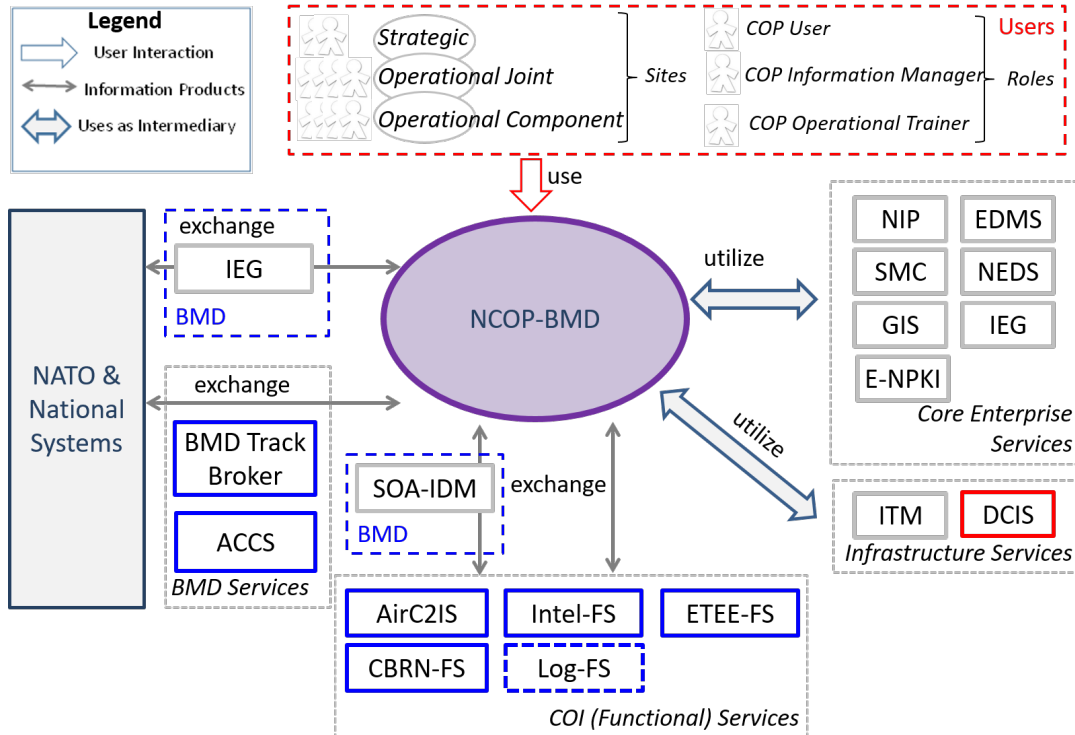 Legend
User Interaction
Information Products
Uses as Intermediary
Strategic
Operational Joint
Operational Component
Sites
COP User
COP Information Manager
COP Operational Trainer
Users
Roles
use
exchange
IEG
BMD
NCOP-BMD
utilize
NIP
EDMS
SMC
NEDS
GIS
IEG
E-NPKI
Core Enterprise
Services
NATO &
National
Systems
exchange
BMD Track
Broker
ACCS
BMD Services
SOA-IDM
BMD
exchange
utilize
ITM
DCIS
Infrastructure Services
AirC2IS
Intel-FS
ETEE-FS
CBRN-FS
Log-FS
COI (Functional) Services